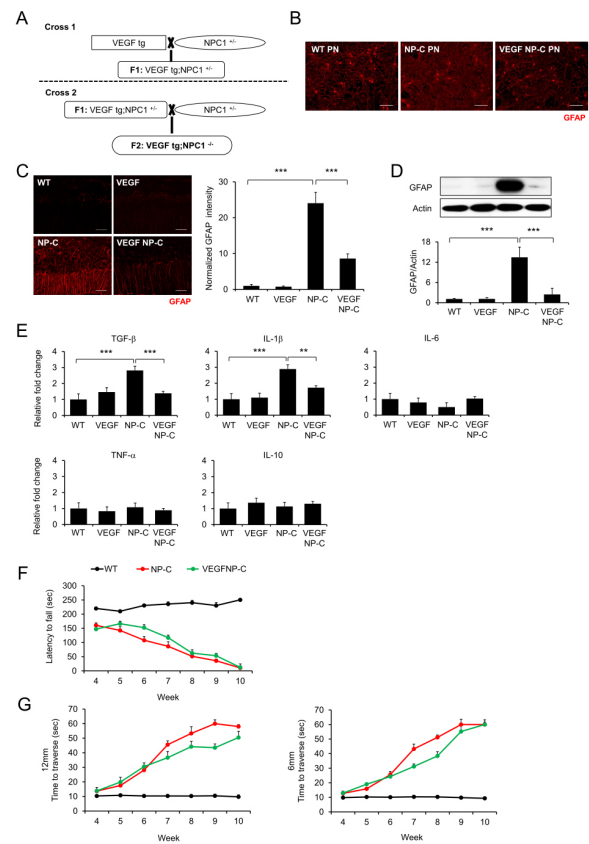 A
Cross 1
VEGF tg
NPC1 +/-
F1: VEGF tg;NPC1 +/-
Cross 2
F1: VEGF tg;NPC1 +/-
NPC1 +/-
F2: VEGF tg;NPC1 -/-
B
WT PN
NP-C PN
VEGF NP-C PN
GFAP
C
WT
VEGF
NP-C
VEGF NP-C
GFAP
Normalized GFAP intensity
30
20
10
0
***
***
WT
VEGF
NP-C
VEGF NP-C
D
GFAP
Actin
GFAP/Actin
12
9
6
3
0
***
***
WT
VEGF
NP-C
VEGF NP-C
E
TGF-β
Relative fold change
4
3
2
1
0
***
***
WT
VEGF
NP-C
VEGF NP-C
IL-1β
4
3
2
1
0
***
**
WT
VEGF
NP-C
VEGF NP-C
IL-6
4
3
2
1
0
WT
VEGF
NP-C
VEGF NP-C
TNF-α
Relative fold change
4
3
2
1
0
WT
VEGF
NP-C
VEGF NP-C
IL-10
4
3
2
1
0
WT
VEGF
NP-C
VEGF NP-C
F
WT
NP-C
VEGFNP-C
Latency to fall (sec)
300
250
200
150
100
50
0
4 5 6 7 8 9 10
Week
G
12mm
Time to traverse (sec)
70
60
50
40
30
20
10
0
4 5 6 7 8 9 10
Week
6mm
Time to traverse (sec)
70
60
50
40
30
20
10
0
4 5 6 7 8 9 10
Week